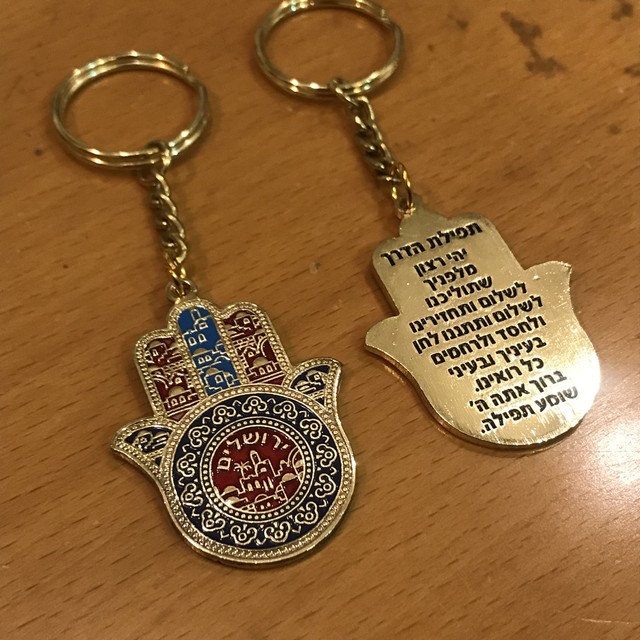 ירושלים
תפילת הדרך
יהי רצון
מלפניך
שתוליכנו
לשלום ותחזירינו
לשלום ותתננו לחן
ולחסד ולרחמים
בעיניך ובעיני
כל רואינו.
ברוך אתה ה'
שומע תפילה.